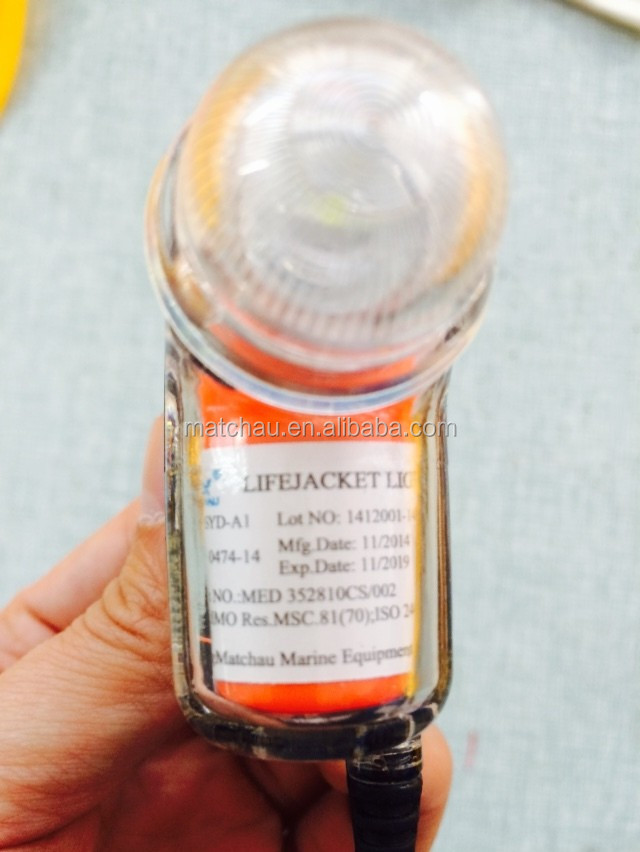 matchau.en.alibaba.com
LIFEJACKET LIG
SYD-A1 Lot NO: 1412001-1
0474-14 Mfg.Date: 11/2014
Exp.Date: 11/2019
NO.:MED 352810CS/002
IMO Res.MSC.81(70);ISO 24
gMatchau Marine Equipment